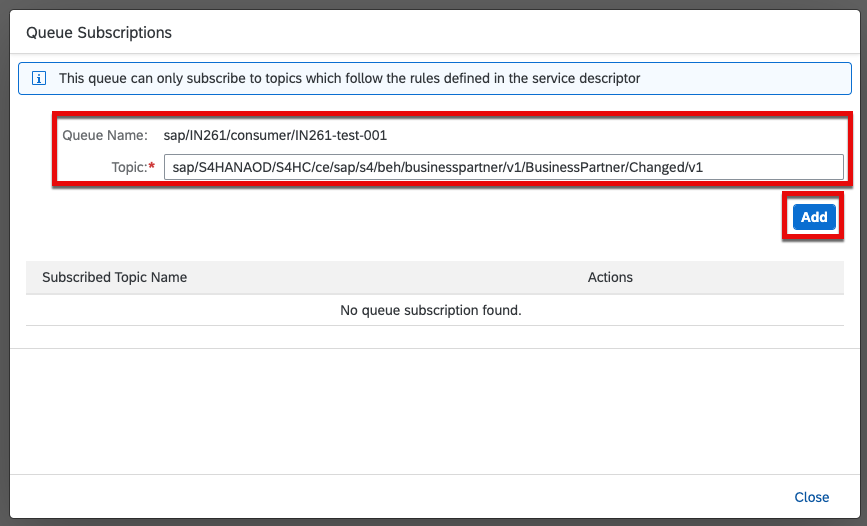 Queue Subscriptions
This queue can only subscribe to topics which follow the rules defined in the service descriptor
Queue Name: sap/IN261/consumer/IN261-test-001
Topic:* sap/S4HANAOD/S4HC/ce/sap/s4/beh/businesspartner/v1/BusinessPartner/Changed/v1
Add
Subscribed Topic Name Actions
No queue subscription found.
Close